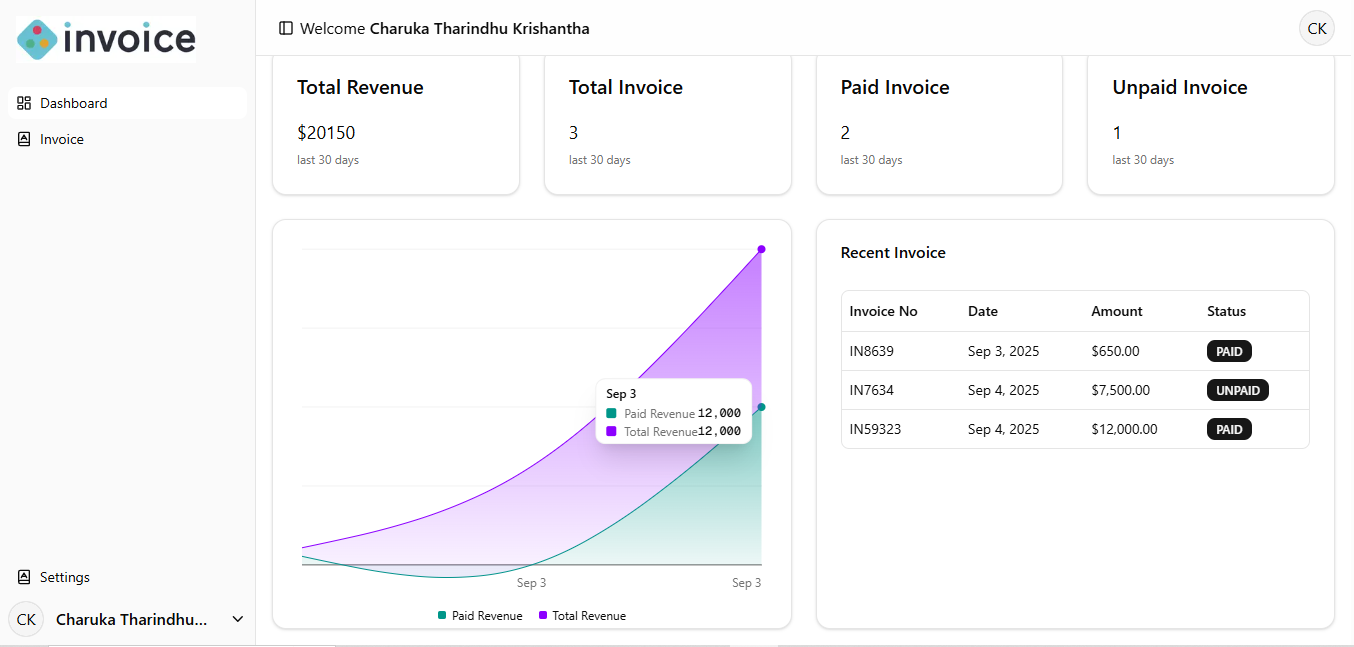 invoice
Welcome Charuka Tharindhu Krishantha
CK
Dashboard
Invoice
Total Revenue
$20150
last 30 days
Total Invoice
3
last 30 days
Paid Invoice
2
last 30 days
Unpaid Invoice
1
last 30 days
Sep 3
Paid Revenue 12,000
Total Revenue 12,000
Sep 3 Sep 3
Paid Revenue Total Revenue
Recent Invoice
Invoice No Date Amount Status
IN8639 Sep 3, 2025 $650.00 PAID
IN7634 Sep 4, 2025 $7,500.00 UNPAID
IN59323 Sep 4, 2025 $12,000.00 PAID
Settings
CK Charuka Tharindhu...